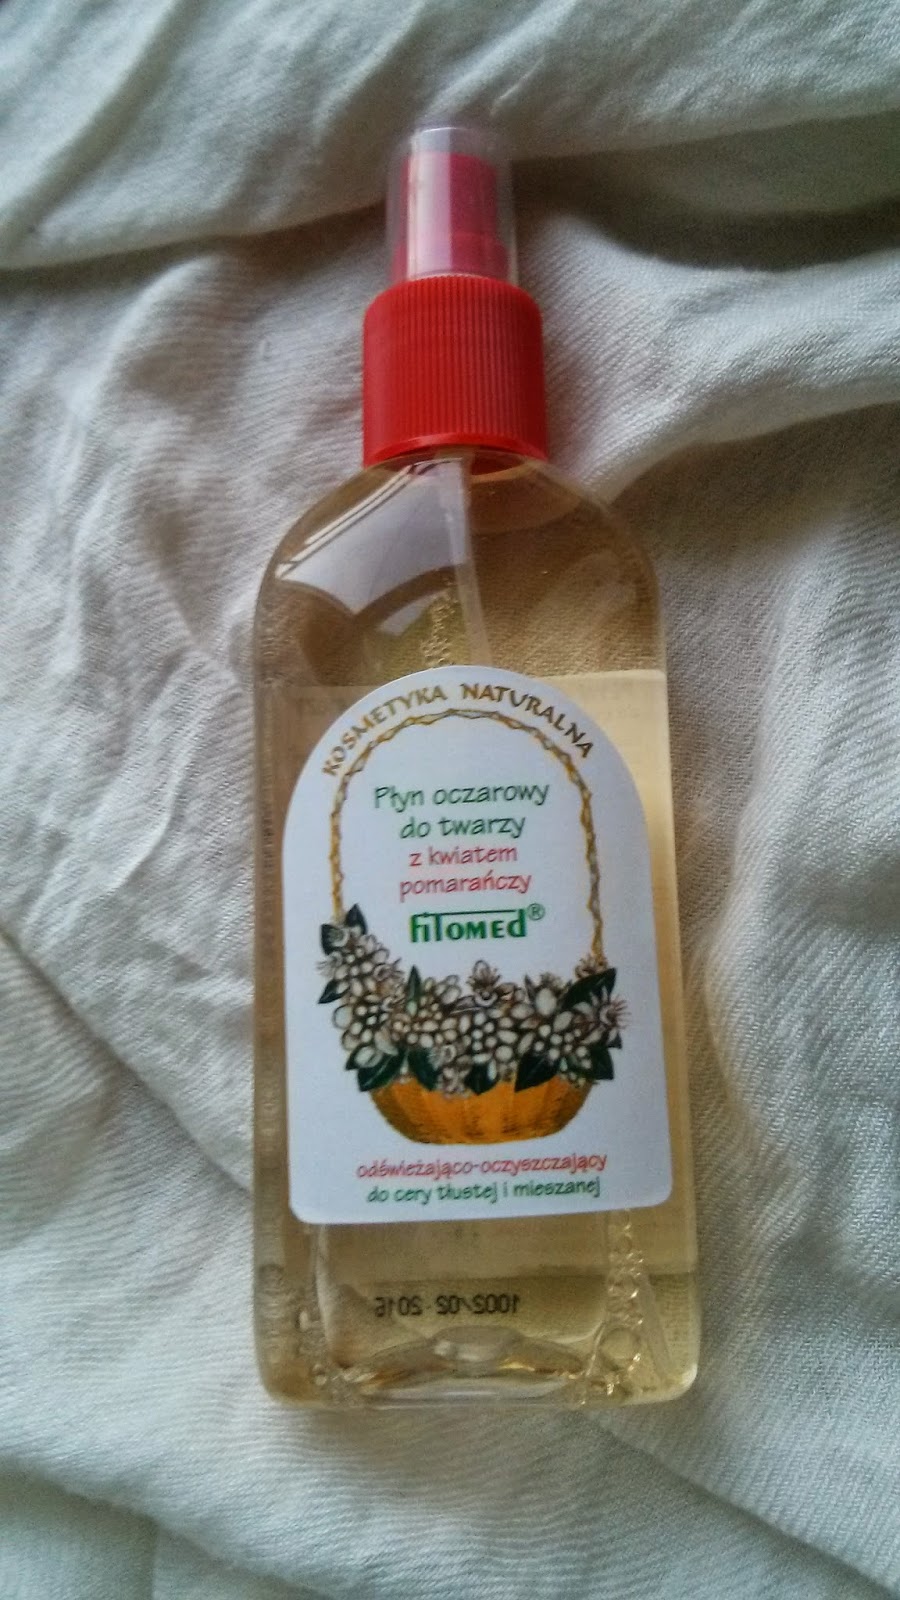 KOSMETYKA NATURALNA
Płyn oczarowy
do twarzy
z kwiatem
pomarańczy
fitomed®
odświeżająco-oczyszczający
do cery tłustej i mieszanej